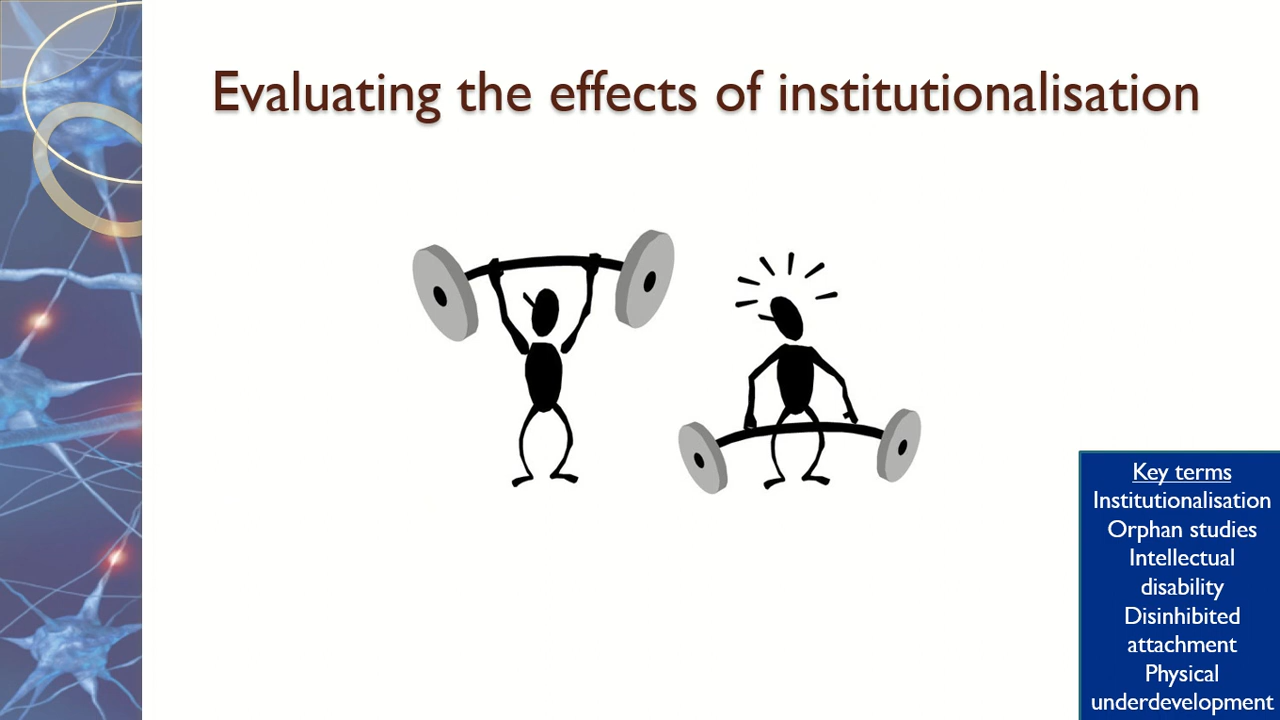 Evaluating the effects of institutionalisation
Key terms
Institutionalisation
Orphan studies
Intellectual
disability
Disinhibited
attachment
Physical
underdevelopment